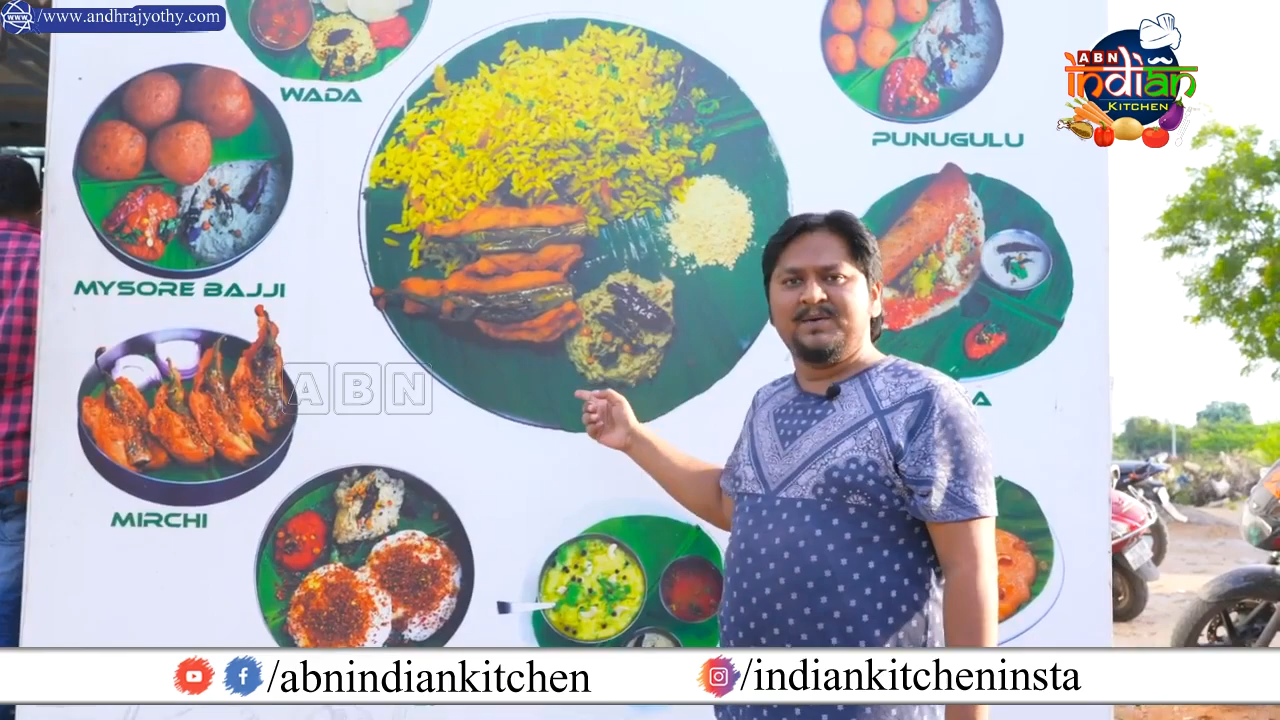 www.andhrajyothy.com
WADA
PUNUGULU
ABN
indian
KITCHEN
MYSORE BAJJI
ABN
MIRCHI
A
/abnindiankitchen
/indiankitcheninsta